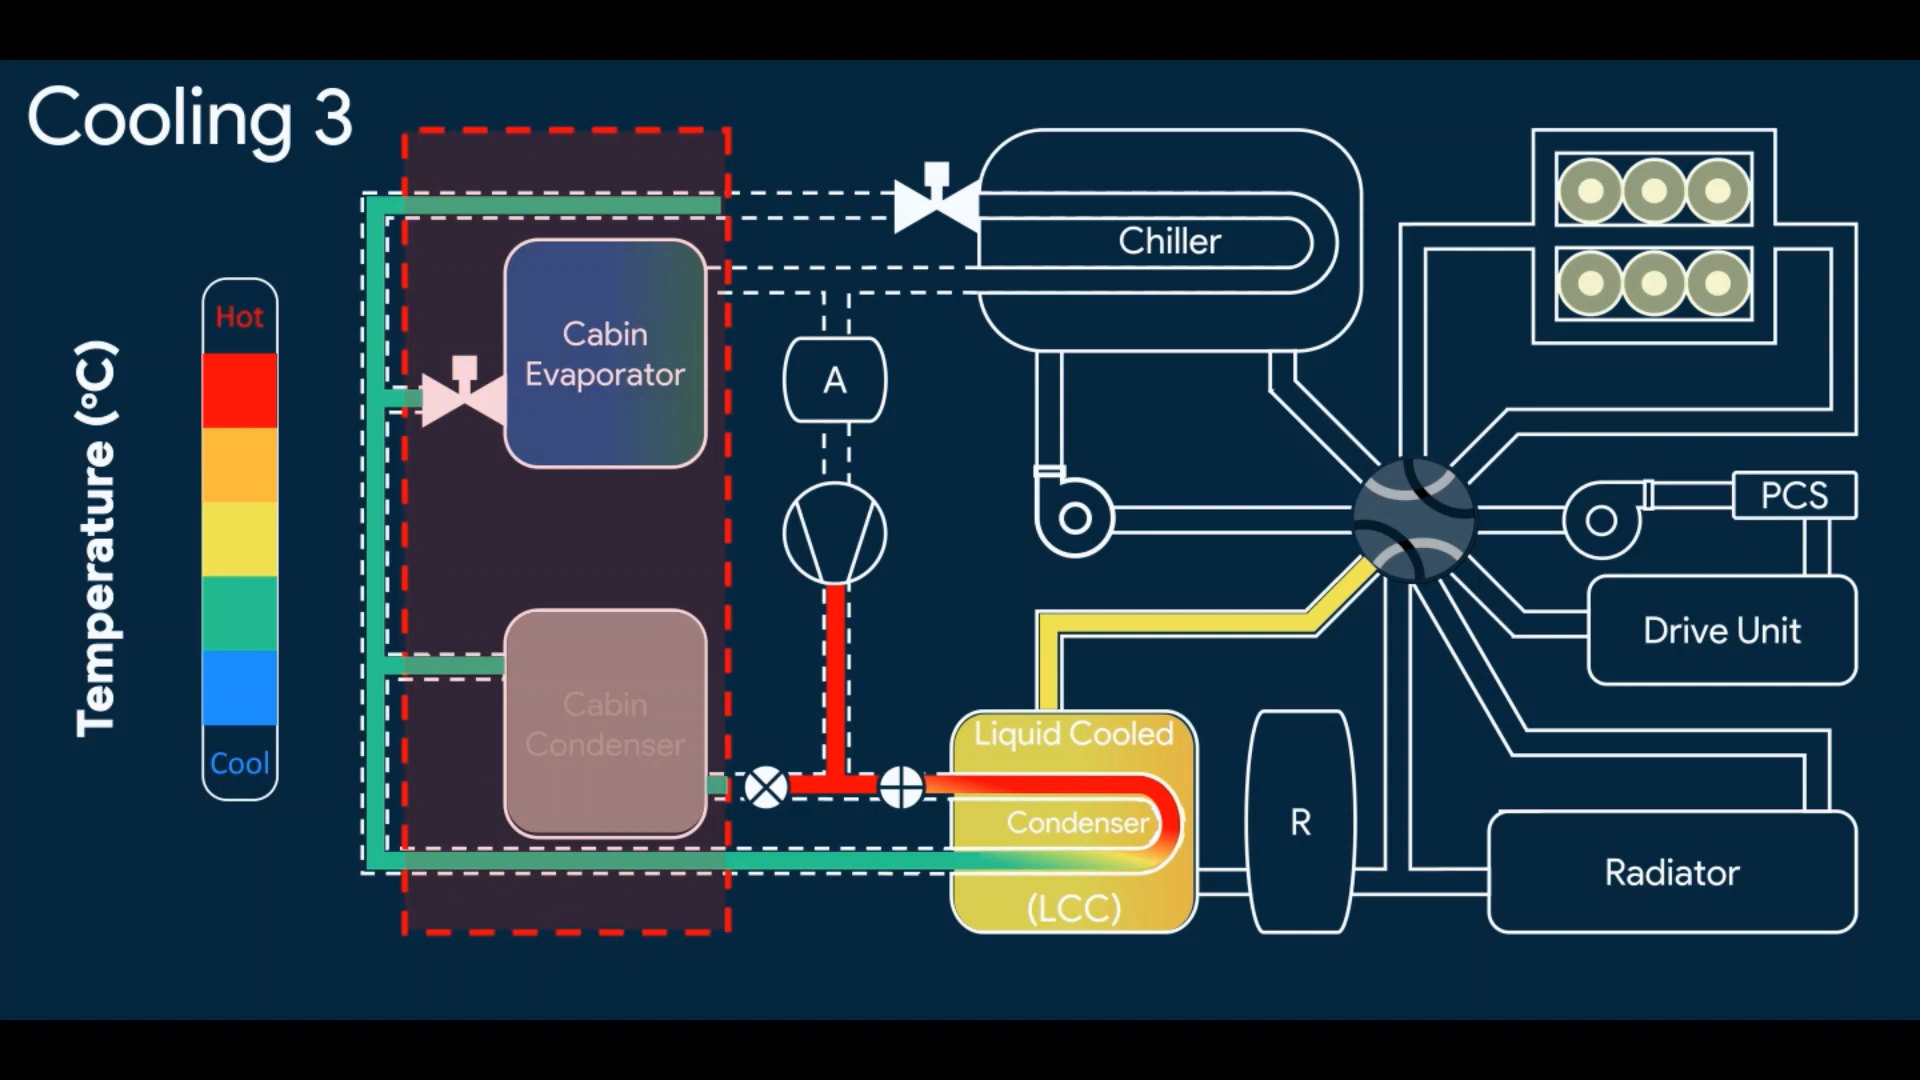 Cooling 3
Temperature (°C)
Hot
Cool
Cabin
Evaporator
Cabin
Condenser
A
Chiller
PCS
Drive Unit
Liquid Cooled
Condenser
(LCC)
R
Radiator